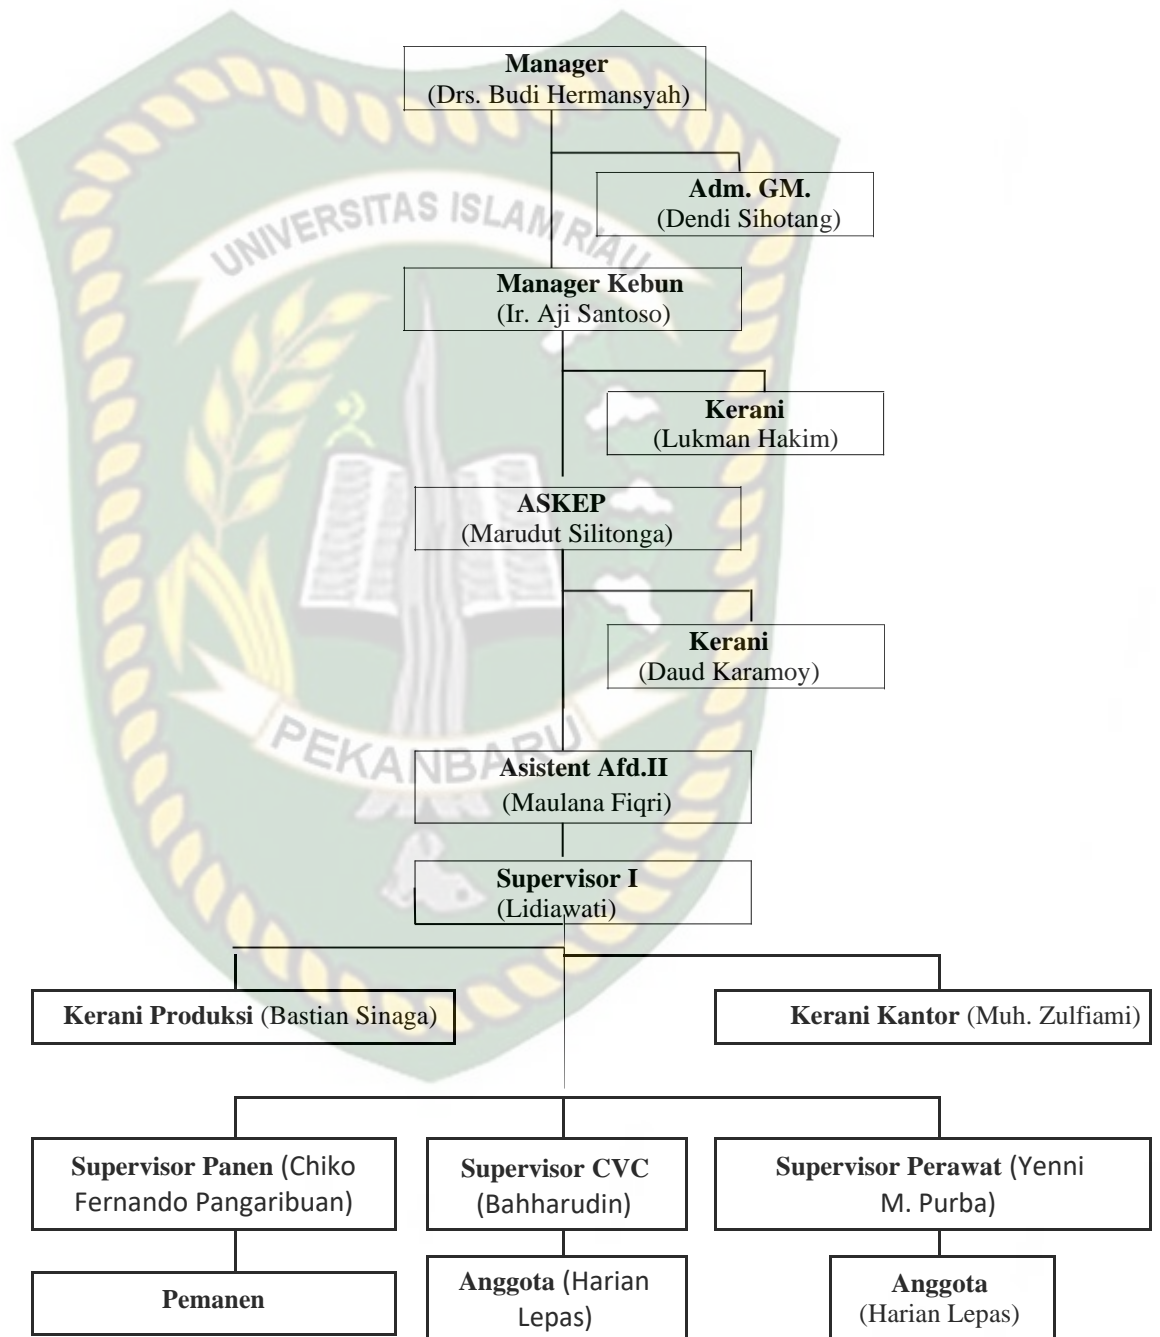 Manager
(Drs. Budi Hermansyah)
Adm. GM.
(Dendi Sihotang)
UNIVERSITAS ISLAM RIAU
Manager Kebun
(Ir. Aji Santoso)
Kerani
(Lukman Hakim)
ASKEP
(Marudut Silitonga)
Kerani
(Daud Karamoy)
PEKANBARU
Asistent Afd.II
(Maulana Fiqri)
Supervisor I
(Lidiawati)
Kerani Produksi (Bastian Sinaga)
Kerani Kantor (Muh. Zulfiami)
Supervisor Panen (Chiko
Fernando Pangaribuan)
Supervisor CVC
(Bahharudin)
Supervisor Perawat (Yenni
M. Purba)
Pemanen
Anggota (Harian
Lepas)
Anggota
(Harian Lepas)